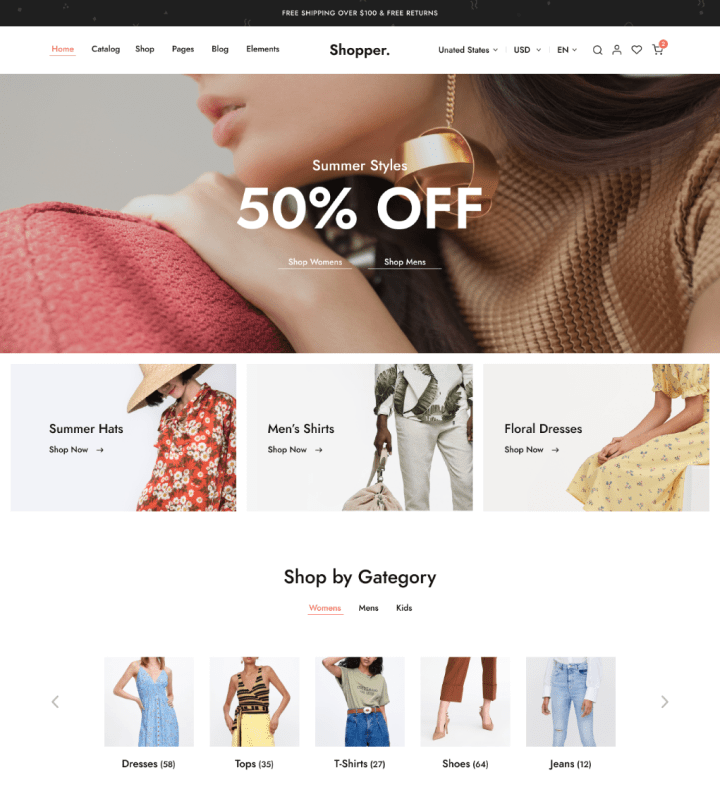 FREE SHIPPING OVER $100 & FREE RETURNS
Home Catalog Shop Pages Blog Elements Shopper. Unated States USD EN 2
Summer Styles
50% OFF
Shop Womens Shop Mens
Summer Hats
Shop Now →
Men's Shirts
Shop Now →
Floral Dresses
Shop Now →
Shop by Gategory
Womens Mens Kids
Dresses (58) Tops (35) T-Shirts (27) Shoes (64) Jeans (12)